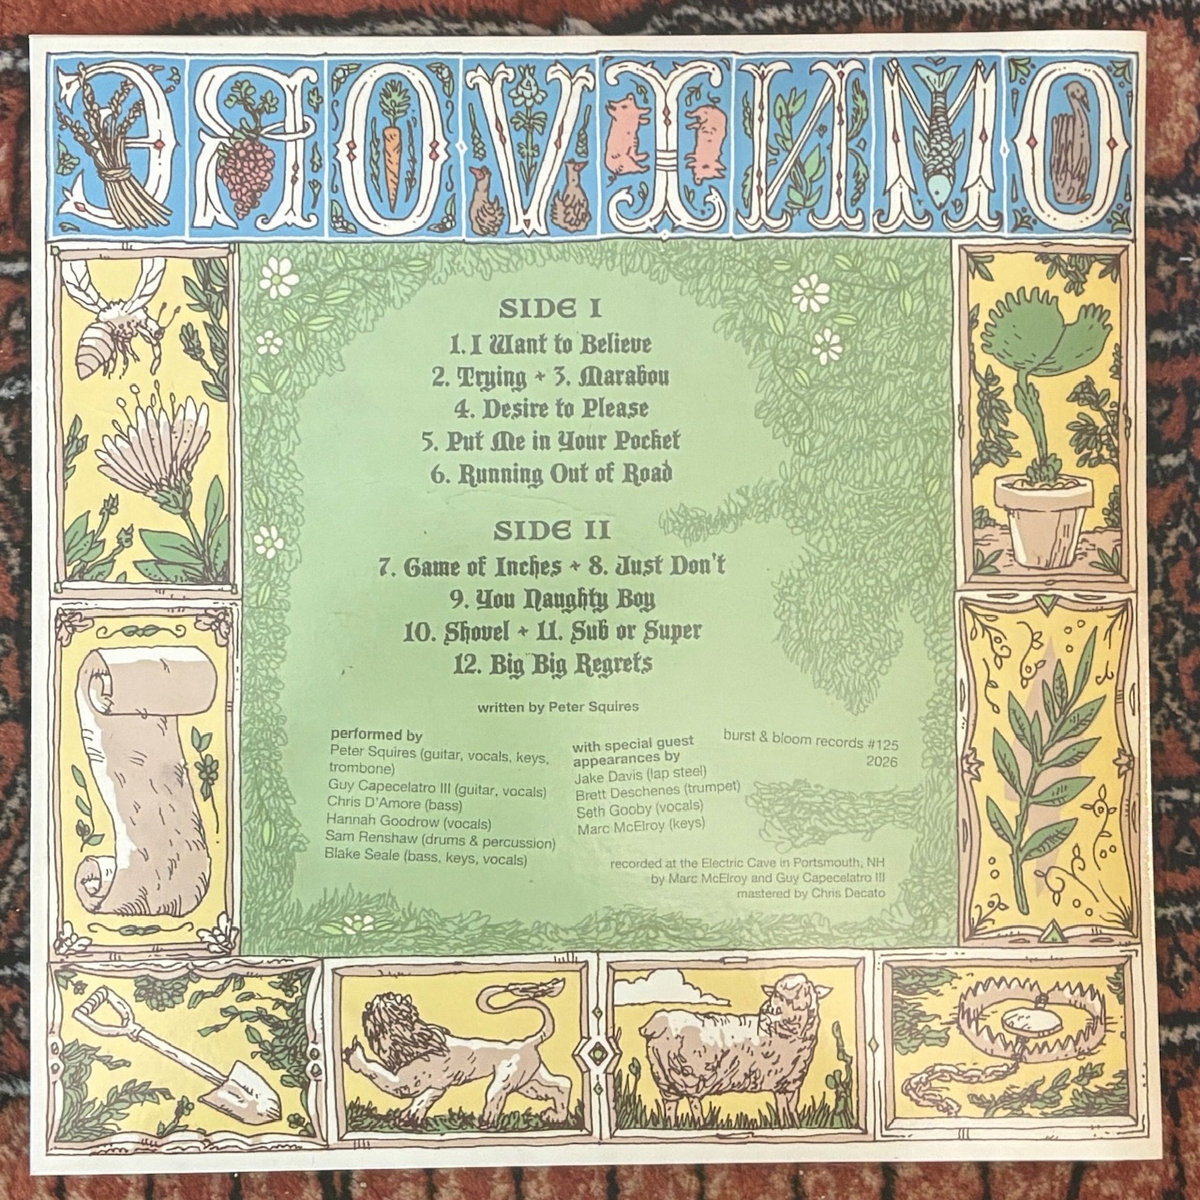 OMNIVORE
SIDE I
1. I Want to Believe
2. Trying + 3. Marabou
4. Desire to Please
5. Put Me in Your Pocket
6. Running Out of Road
SIDE II
7. Game of Inches + 8. Just Don't
9. You Naughty Boy
10. Shovel + 11. Sub or Super
12. Big Big Regrets
written by Peter Squires
performed by
Peter Squires (guitar, vocals, keys,
trombone)
Guy Capecelatro III (guitar, vocals)
Chris D'Amore (bass)
Hannah Goodrow (vocals)
Sam Renshaw (drums & percussion)
Blake Seale (bass, keys, vocals)
with special guest
appearances by
Jake Davis (lap steel)
Brett Deschenes (trumpet)
Seth Gooby (vocals)
Marc McElroy (keys)
burst & bloom records #125
2026
recorded at the Electric Cave in Portsmouth, NH
by Marc McElroy and Guy Capecelatro III
mastered by Chris Decato